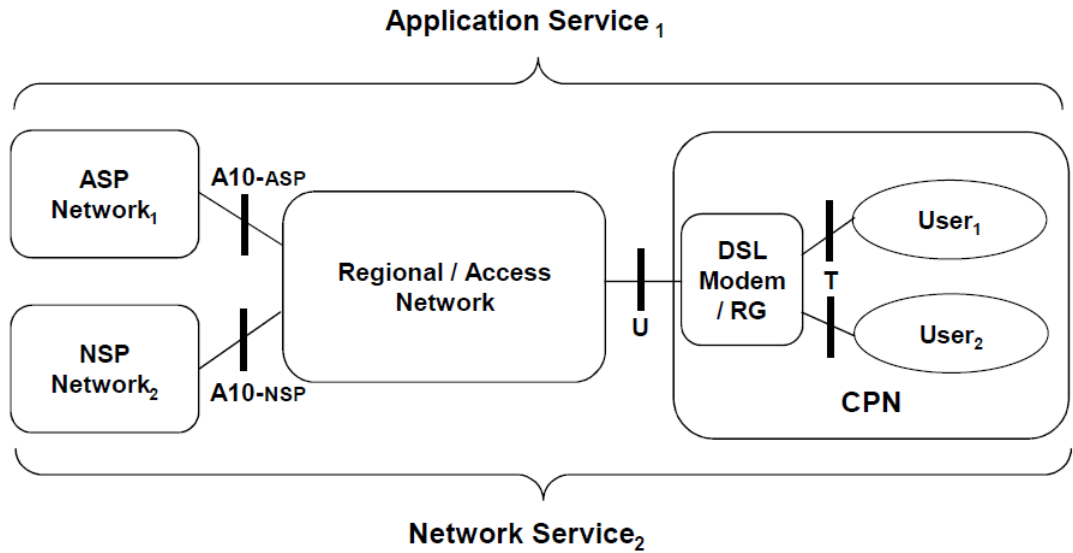 Application Service 1
ASP
Network1
A10-ASP
Regional / Access
Network
NSP
Network2
A10-NSP
U
DSL
Modem
/ RG
T
User1
User2
CPN
Network Service2